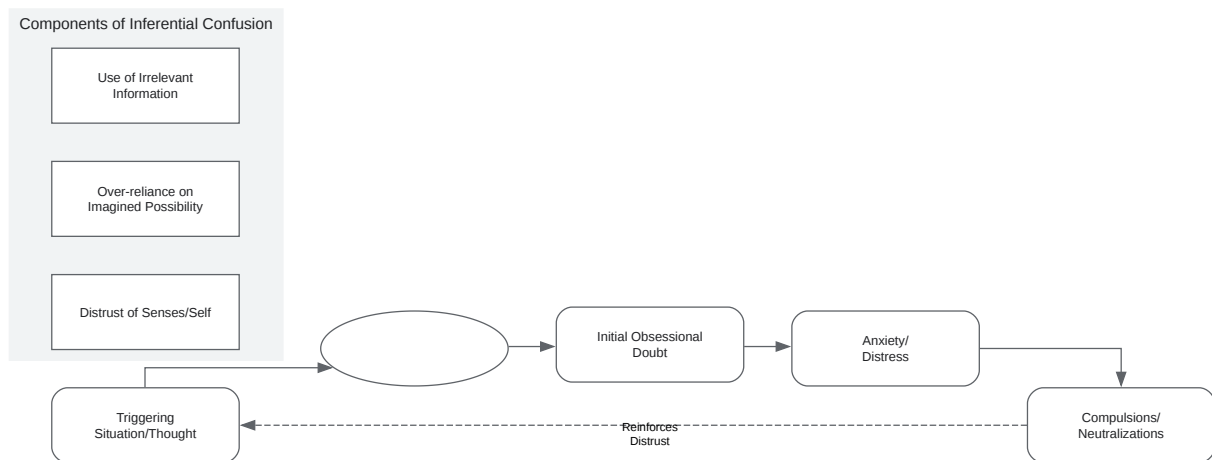 Components of Inferential Confusion
Use of Irrelevant
Information
Over-reliance on
Imagined Possibility
Distrust of Senses/Self
Initial Obsessional
Doubt
Anxiety/
Distress
Triggering
Situation/Thought
Reinforces
Distrust
Compulsions/
Neutralizations